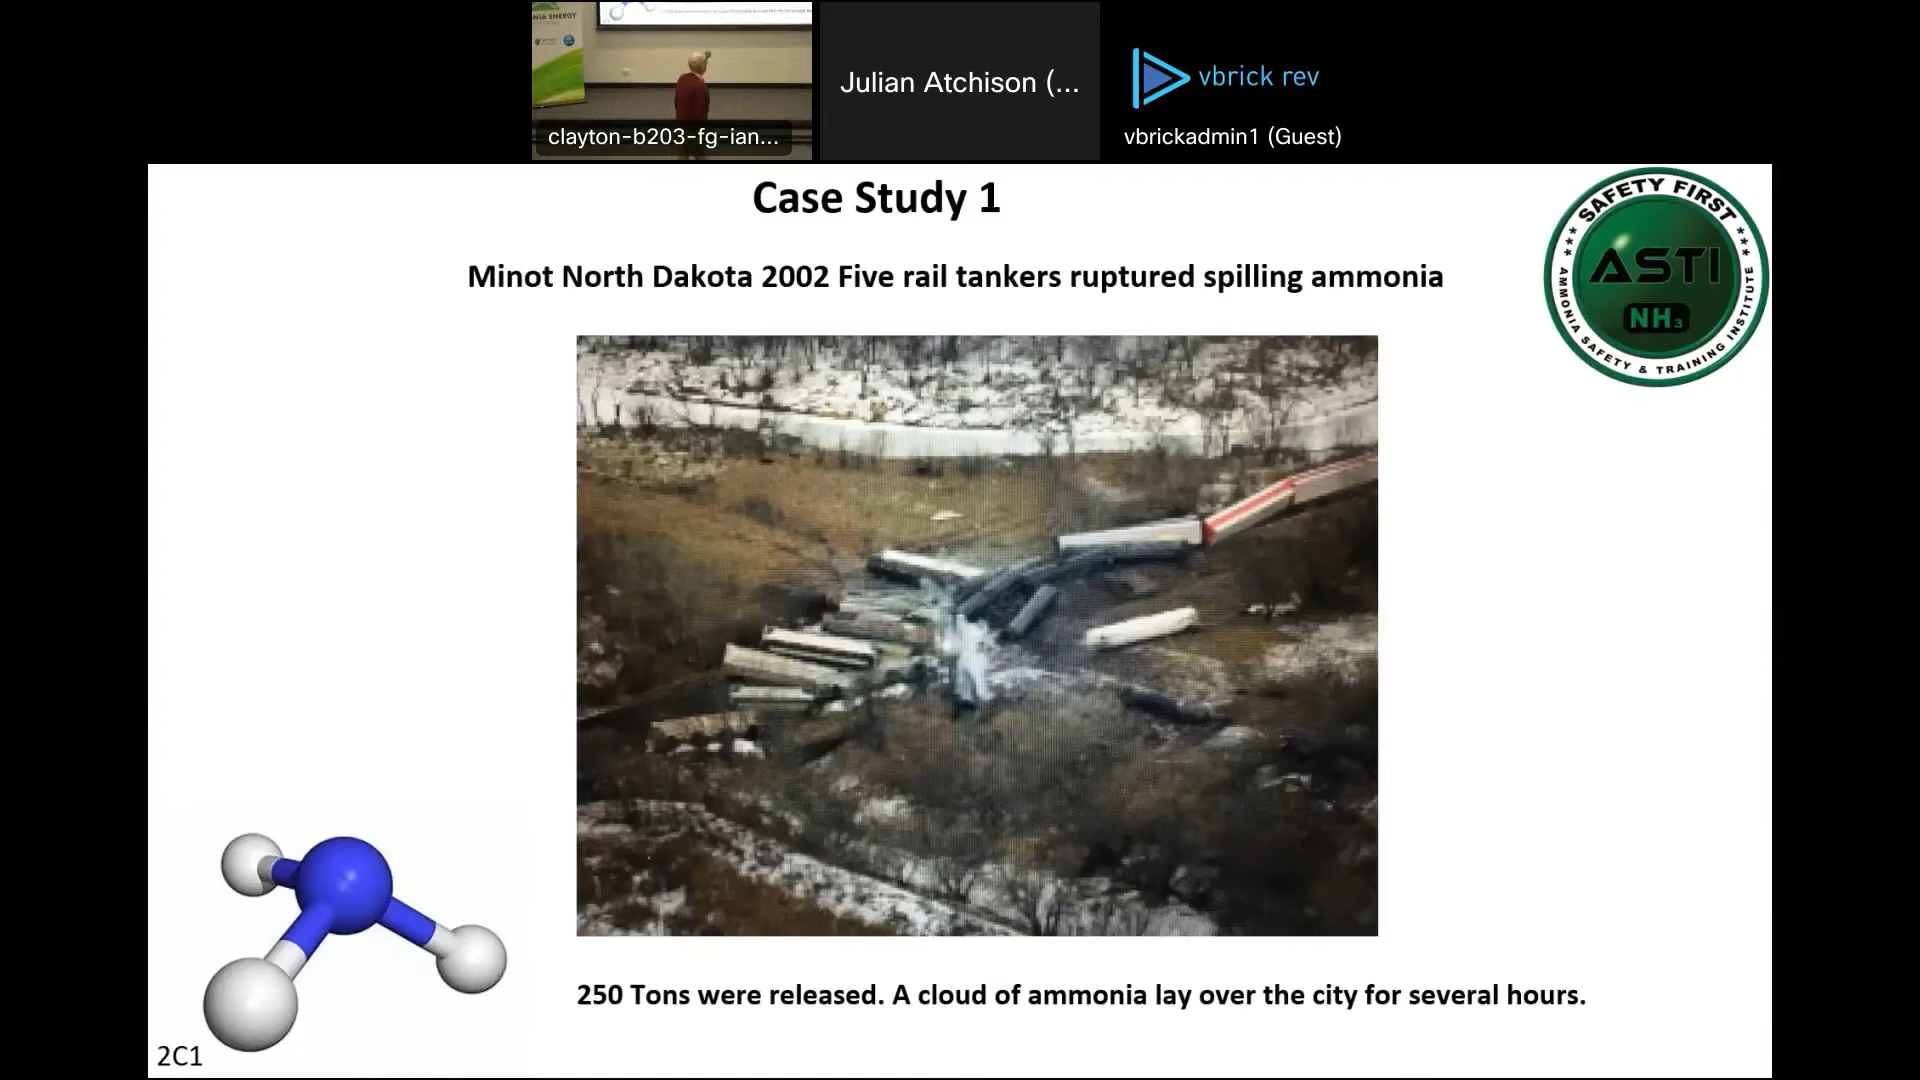 NIA ENERGY
clayton-b203-fg-ian...
Julian Atchison (...
vbrick rev
vbrickadmin1 (Guest)
Case Study 1
SAFETY FIRST
ASTI
NH₃
AMMONIA SAFETY & TRAINING INSTITUTE
Minot North Dakota 2002 Five rail tankers ruptured spilling ammonia
250 Tons were released. A cloud of ammonia lay over the city for several hours.
2C1